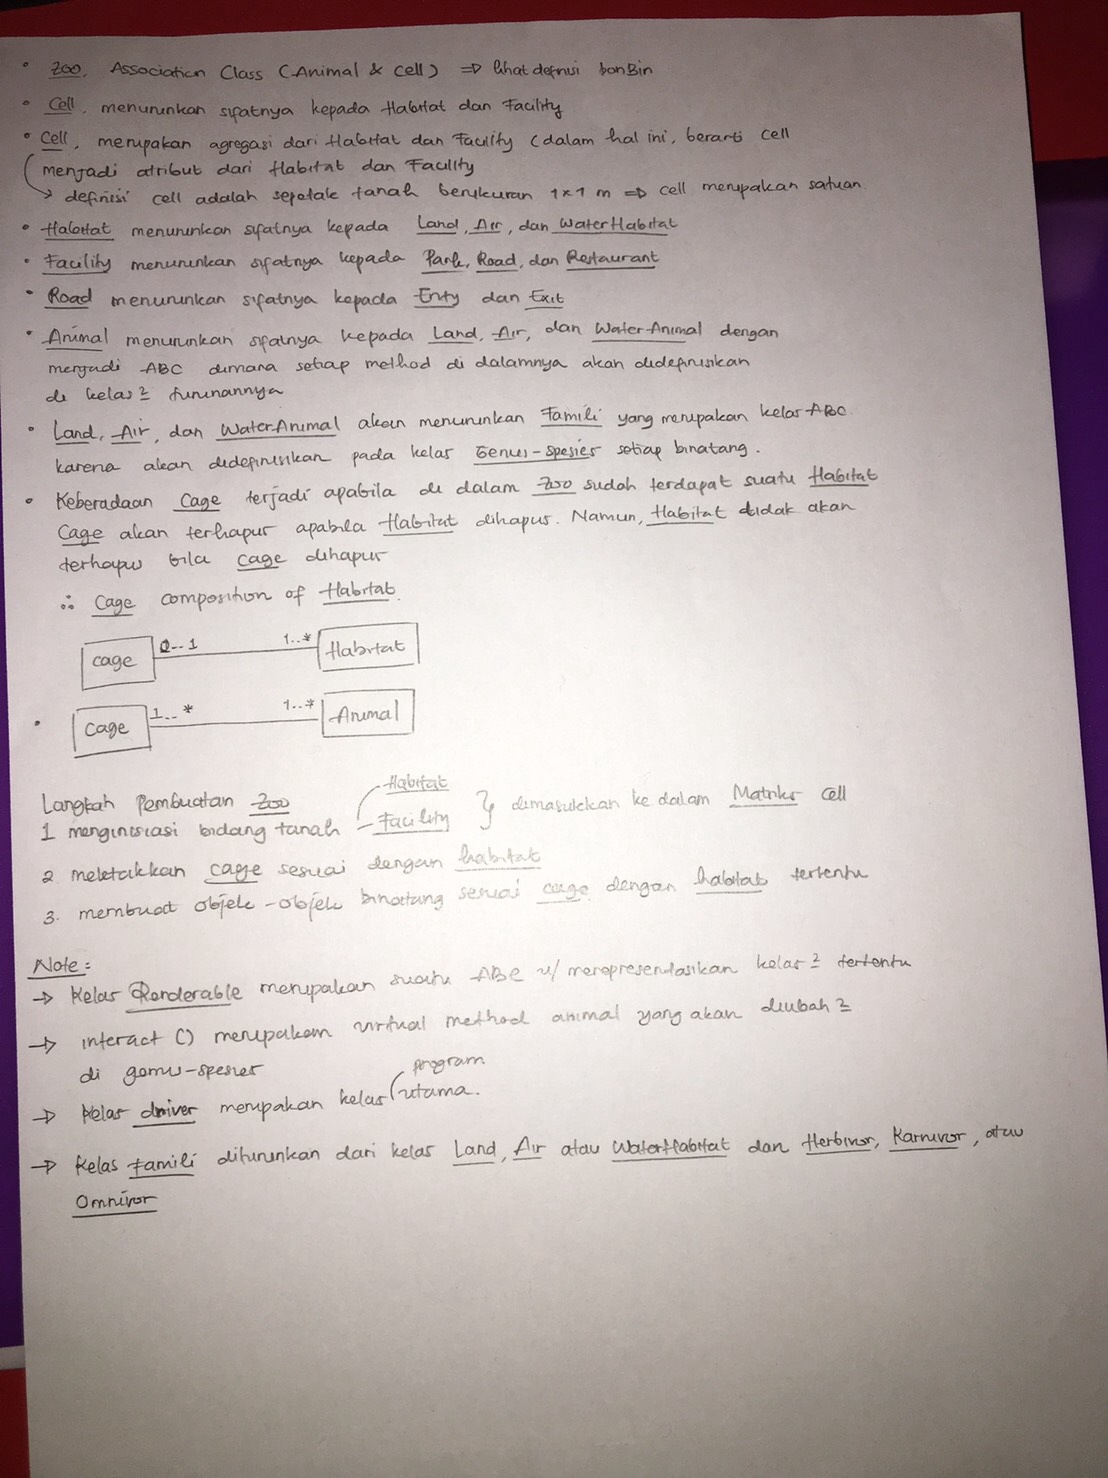 • Zoo, Association Class (Animal & Cell) => lihat definisi bonBin
• Cell, menurunkan sifatnya kepada Habitat dan Facility
• Cell, merupakan agregasi dari Habitat dan Facility (dalam hal ini, berarti cell
menjadi atribut dari Habitat dan Facility
→ definisi cell adalah sepetak tanah berukuran 1x1 m => cell merupakan satuan
• Habitat menurunkan sifatnya kepada Land, Air, dan WaterHabitat
• Facility menurunkan sifatnya kepada Park, Road, dan Restaurant
• Road menurunkan sifatnya kepada Entry dan Exit
• Animal menurunkan sifatnya kepada Land, Air, dan WaterAnimal dengan
menjadi ABC dimana setiap method di dalamnya akan didefinisikan
di kelas² turunannya
• Land, Air, dan WaterAnimal akan menurunkan Famili yang merupakan kelas ABC
karena akan didefinisikan pada kelas Genus-spesies setiap binatang.
• Keberadaan Cage terjadi apabila di dalam Zoo sudah terdapat suatu Habitat
Cage akan terhapus apabila Habitat dihapus. Namun, Habitat tidak akan
terhapus bila cage dihapus
∴ Cage composition of Habitat.
cage 0..1 1..* Habitat
• Cage 1..* 1..* Animal
Langkah Pembuatan Zoo
1 menginisiasi bidang tanah Habitat Facility } dimasukkan ke dalam Matriks cell
2 meletakkan cage sesuai dengan habitat
3. membuat objek-objek binatang sesuai cage dengan habitat tertentu
Note:
→ Kelas Renderable merupakan suatu ABC u/ merepresentasikan kelas² tertentu
→ interact () merupakan virtual method animal yang akan diubah²
di genus-spesies
→ Kelas driver merupakan kelas program utama.
→ Kelas famili diturunkan dari kelas Land, Air atau WaterHabitat dan Herbivor, Karnivor, atau
Omnivor